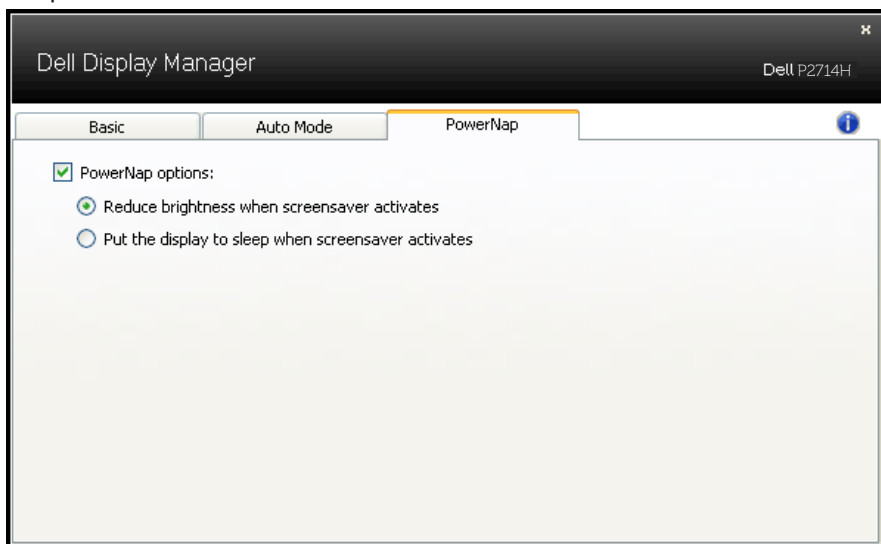 x
Dell Display Manager
Dell P2714H
Basic
Auto Mode
PowerNap
i
PowerNap options:
Reduce brightness when screensaver activates
Put the display to sleep when screensaver activates